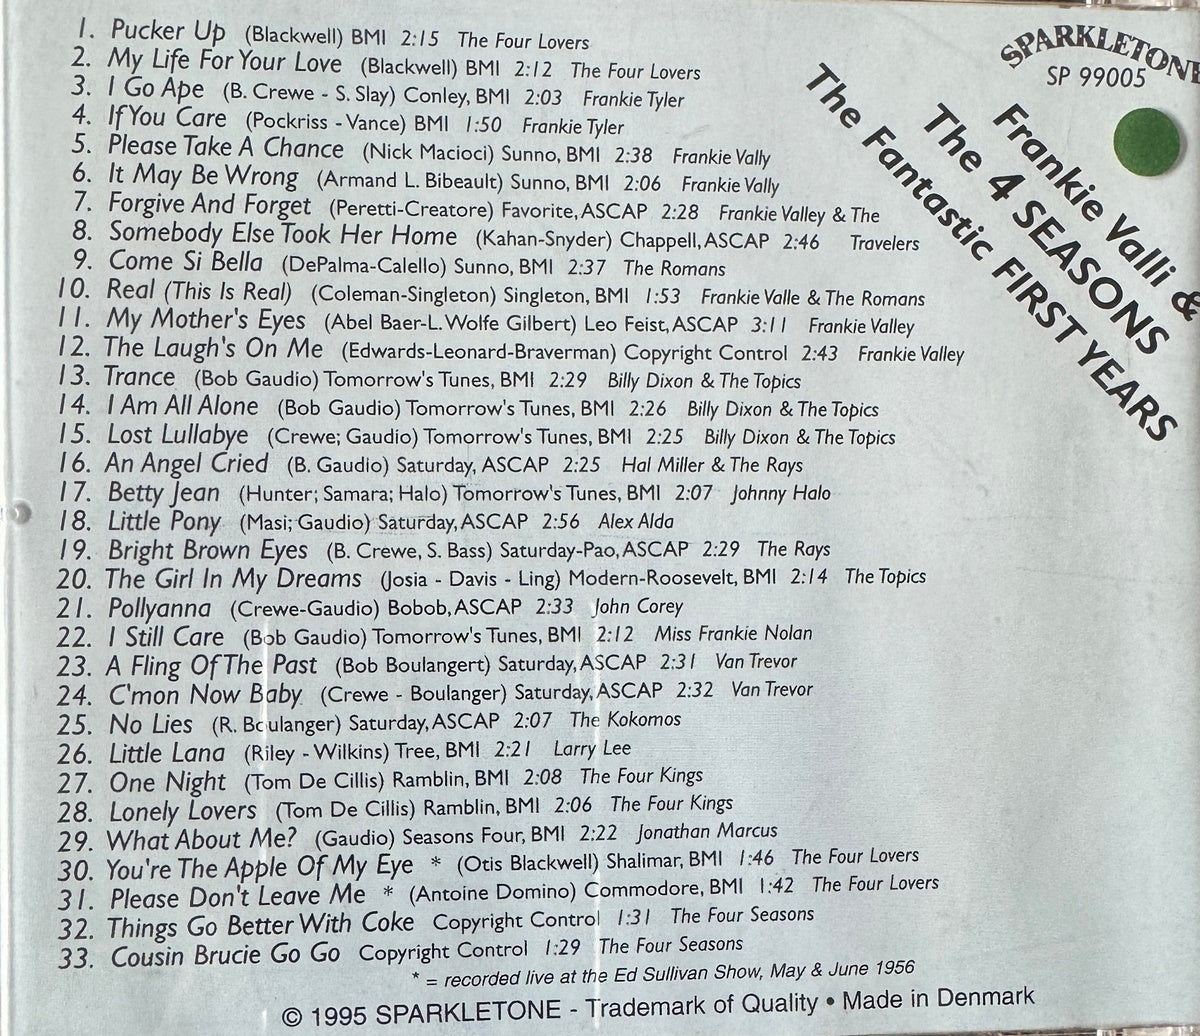 SPARKLETONE
SP 99005
Frankie Valli &
The 4 SEASONS
The Fantastic FIRST YEARS
1. Pucker Up (Blackwell) BMI 2:15 The Four Lovers
2. My Life For Your Love (Blackwell) BMI 2:12 The Four Lovers
3. I Go Ape (B. Crewe - S. Slay) Conley, BMI 2:03 Frankie Tyler
4. If You Care (Pockriss - Vance) BMI 1:50 Frankie Tyler
5. Please Take A Chance (Nick Macioci) Sunno, BMI 2:38 Frankie Vally
6. It May Be Wrong (Armand L. Bibeault) Sunno, BMI 2:06 Frankie Vally
7. Forgive And Forget (Peretti-Creatore) Favorite, ASCAP 2:28 Frankie Valley & The
8. Somebody Else Took Her Home (Kahan-Snyder) Chappell, ASCAP 2:46 Travelers
9. Come Si Bella (DePalma-Calello) Sunno, BMI 2:37 The Romans
10. Real (This Is Real) (Coleman-Singleton) Singleton, BMI 1:53 Frankie Valle & The Romans
11. My Mother's Eyes (Abel Baer-L. Wolfe Gilbert) Leo Feist, ASCAP 3:11 Frankie Valley
12. The Laugh's On Me (Edwards-Leonard-Braverman) Copyright Control 2:43 Frankie Valley
13. Trance (Bob Gaudio) Tomorrow's Tunes, BMI 2:29 Billy Dixon & The Topics
14. I Am All Alone (Bob Gaudio) Tomorrow's Tunes, BMI 2:26 Billy Dixon & The Topics
15. Lost Lullabye (Crewe; Gaudio) Tomorrow's Tunes, BMI 2:25 Billy Dixon & The Topics
16. An Angel Cried (B. Gaudio) Saturday, ASCAP 2:25 Hal Miller & The Rays
17. Betty Jean (Hunter; Samara; Halo) Tomorrow's Tunes, BMI 2:07 Johnny Halo
18. Little Pony (Masi; Gaudio) Saturday, ASCAP 2:56 Alex Alda
19. Bright Brown Eyes (B. Crewe, S. Bass) Saturday-Pao, ASCAP 2:29 The Rays
20. The Girl In My Dreams (Josia - Davis - Ling) Modern-Roosevelt, BMI 2:14 The Topics
21. Pollyanna (Crewe-Gaudio) Bobob, ASCAP 2:33 John Corey
22. I Still Care (Bob Gaudio) Tomorrow's Tunes, BMI 2:12 Miss Frankie Nolan
23. A Fling Of The Past (Bob Boulangert) Saturday, ASCAP 2:31 Van Trevor
24. C'mon Now Baby (Crewe - Boulanger) Saturday, ASCAP 2:32 Van Trevor
25. No Lies (R. Boulanger) Saturday, ASCAP 2:07 The Kokomos
26. Little Lana (Riley - Wilkins) Tree, BMI 2:21 Larry Lee
27. One Night (Tom De Cillis) Ramblin, BMI 2:08 The Four Kings
28. Lonely Lovers (Tom De Cillis) Ramblin, BMI 2:06 The Four Kings
29. What About Me? (Gaudio) Seasons Four, BMI 2:22 Jonathan Marcus
30. You're The Apple Of My Eye * (Otis Blackwell) Shalimar, BMI 1:46 The Four Lovers
31. Please Don't Leave Me * (Antoine Domino) Commodore, BMI 1:42 The Four Lovers
32. Things Go Better With Coke Copyright Control 1:31 The Four Seasons
33. Cousin Brucie Go Go Copyright Control 1:29 The Four Seasons
* = recorded live at the Ed Sullivan Show, May & June 1956
© 1995 SPARKLETONE - Trademark of Quality • Made in Denmark